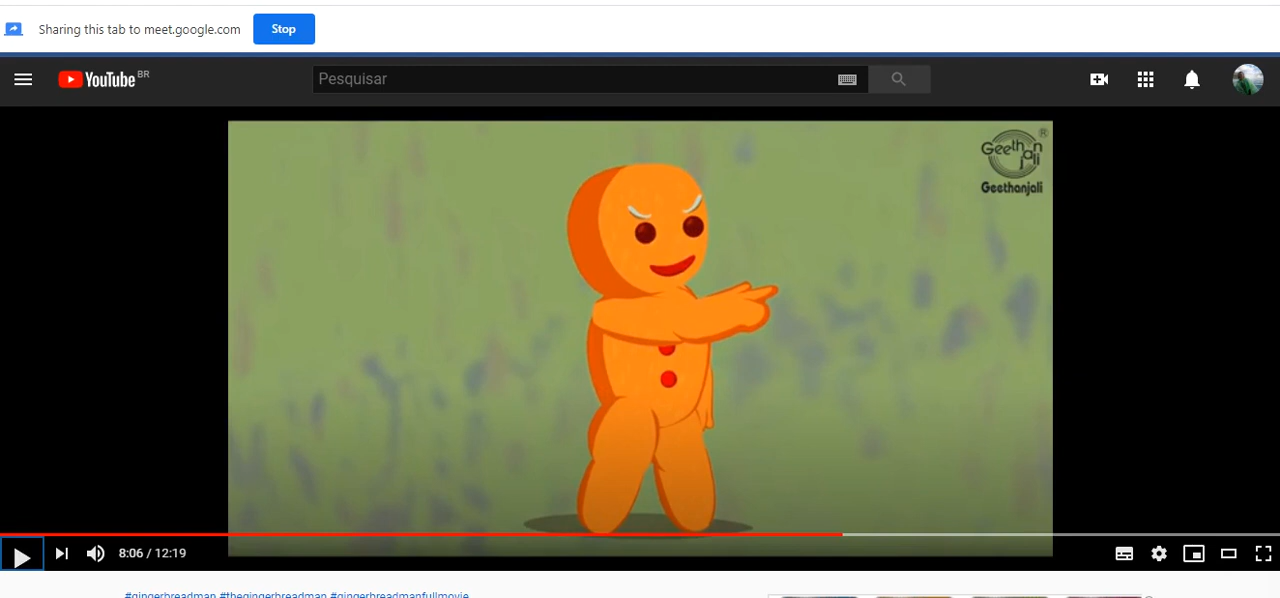 Sharing this tab to meet.google.com Stop
YouTube BR
Pesquisar
Geethanjali
Geethanjali
8:06 / 12:19
#gingerbreadman #thegingerbreadman #gingerbreadmanfullmovie